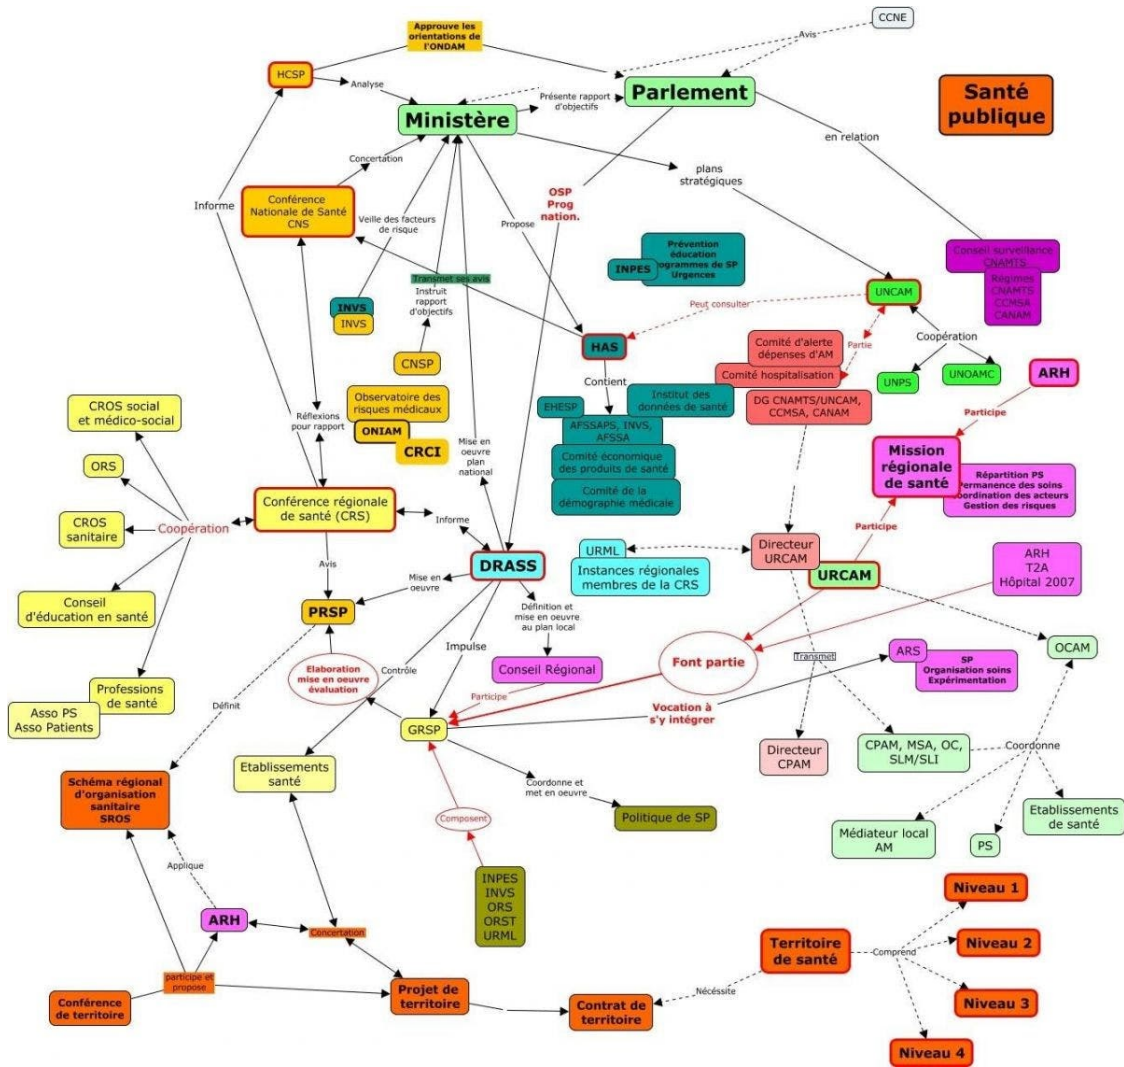 Approuve les
orientations de
l'ONDAM
CCNE
Avis
HCSP
Analyse
Présente rapport
d'objectifs
Parlement
Santé
publique
Ministère
en relation
Concertation
plans
stratégiques
Informe
Conférence
Nationale de Santé
CNS
OSP
Prog
nation.
Veille des facteurs
de risque
Propose
Prévention
éducation
Programmes de SP
Urgences
INPES
Conseil surveillance
CNAMTS
Régimes
CNAMTS
CCMSA
CANAM
Transmet ses avis
Instruit
rapport
d'objectifs
UNCAM
Peut consulter
INVS
INVS
HAS
Partie
Coopération
Comité d'alerte
dépenses d'AM
Comité hospitalisation
DG CNAMTS/UNCAM,
CCMSA, CANAM
UNPS
UNOAMC
ARH
CNSP
Contient
Institut des
données de santé
EHESP
AFSSAPS, INVS,
AFSSA
Comité économique
des produits de santé
Comité de la
démographie médicale
Observatoire des
risques médicaux
ONIAM
CRCI
CROS social
et médico-social
Réflexions
pour rapport
Mise en
oeuvre
plan
national
Participe
Mission
régionale
de santé
Répartition PS
Permanence des soins
Coordination des acteurs
Gestion des risques
ORS
CROS
sanitaire
Coopération
Conférence régionale
de santé (CRS)
Informe
Participe
Conseil
d'éducation en santé
Avis
Mise en
oeuvre
DRASS
URML
Instances régionales
membres de la CRS
Directeur
URCAM
URCAM
ARH
T2A
Hôpital 2007
PRSP
Définition et
mise en oeuvre
au plan local
Impulse
Elaboration
mise en oeuvre
évaluation
Contrôle
Conseil Régional
Font partie
Transmet
ARS
SP
Organisation soins
Expérimentation
OCAM
Professions
de santé
Asso PS
Asso Patients
Définit
Participe
GRSP
Vocation à
s'y intégrer
Directeur
CPAM
CPAM, MSA, OC,
SLM/SLI
Coordonne
Schéma régional
d'organisation
sanitaire
SROS
Etablissements
santé
Coordonne et
met en oeuvre
Composent
Politique de SP
Médiateur local
AM
PS
Etablissements
de santé
Applique
INPES
INVS
ORS
ORST
URML
ARH
Concertation
Niveau 1
Territoire
de santé
Comprend
Niveau 2
participe et
propose
Conférence
de territoire
Projet de
territoire
Contrat de
territoire
Nécéssite
Niveau 3
Niveau 4